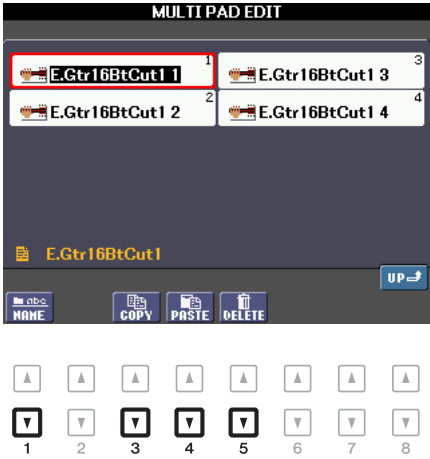 MULTI PAD EDIT
E.Gtr16BtCut1 1 1
E.Gtr16BtCut1 3 3
E.Gtr16BtCut1 2 2
E.Gtr16BtCut1 4 4
E.Gtr16BtCut1
UP
abc
NAME
COPY
PASTE
DELETE
1 2 3 4 5 6 7 8